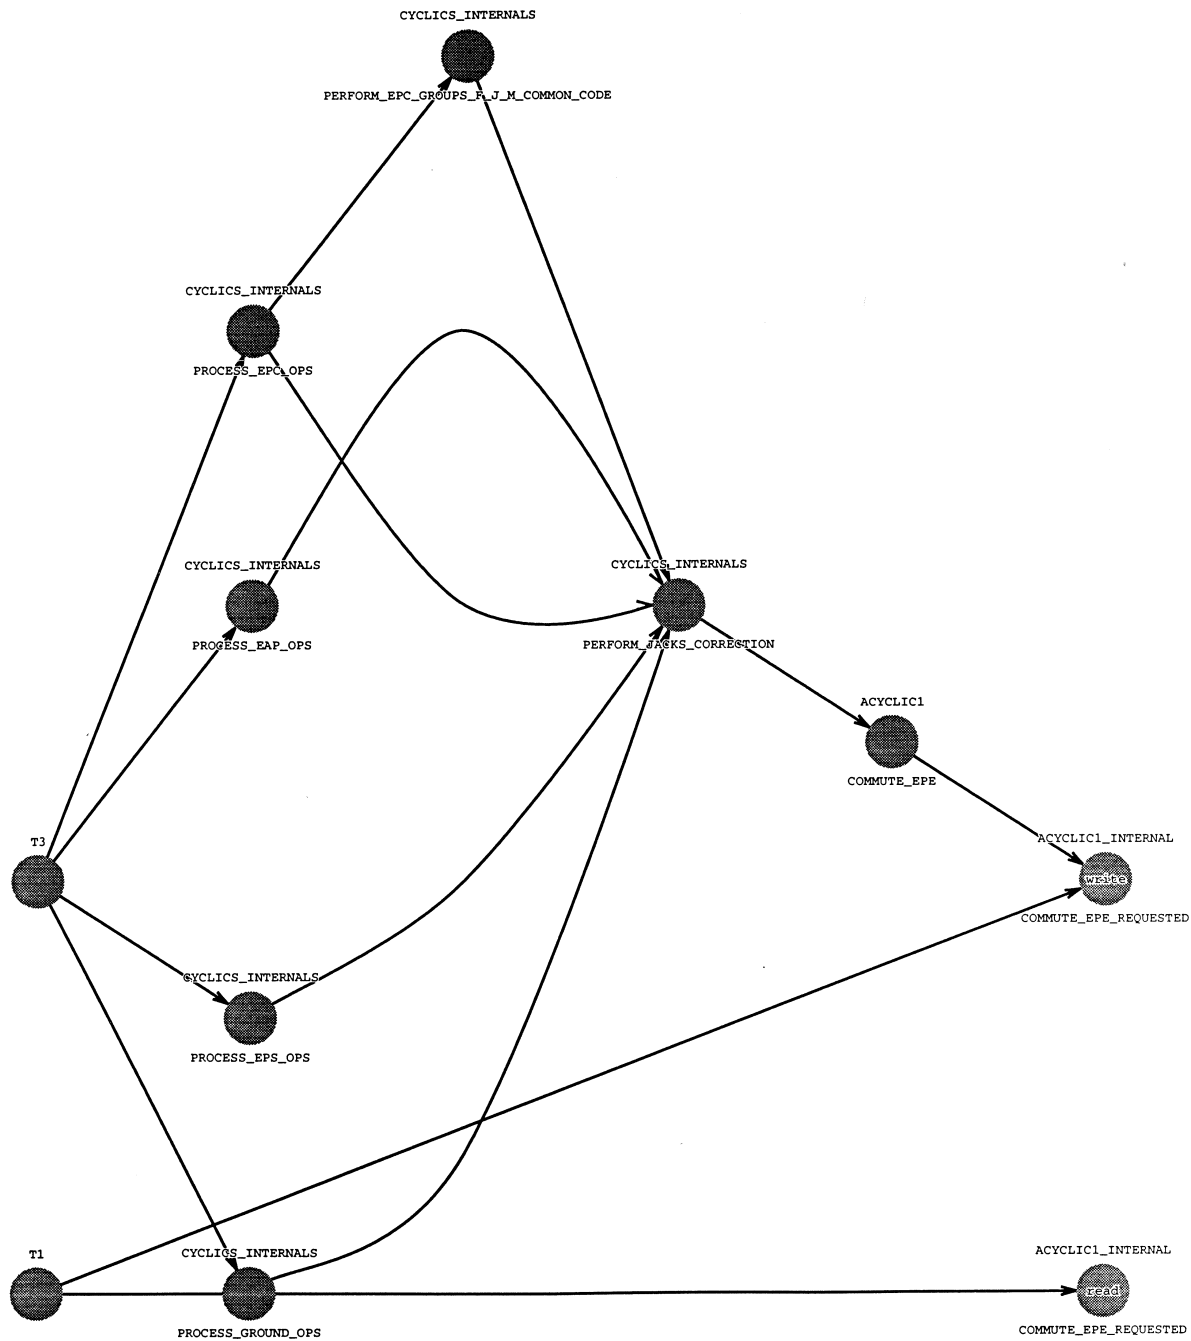 CYCLICS_INTERNALS
PERFORM_EPC_GROUPS_F_J_M_COMMON_CODE
CYCLICS_INTERNALS
PROCESS_EPC_OPS
CYCLICS_INTERNALS
PROCESS_EAP_OPS
CYCLICS_INTERNALS
PERFORM_JACKS_CORRECTION
ACYCLIC1
COMMUTE_EPE
T3
ACYCLIC1_INTERNAL
write
COMMUTE_EPE_REQUESTED
CYCLICS_INTERNALS
PROCESS_EPS_OPS
T1
CYCLICS_INTERNALS
PROCESS_GROUND_OPS
ACYCLIC1_INTERNAL
read
COMMUTE_EPE_REQUESTED